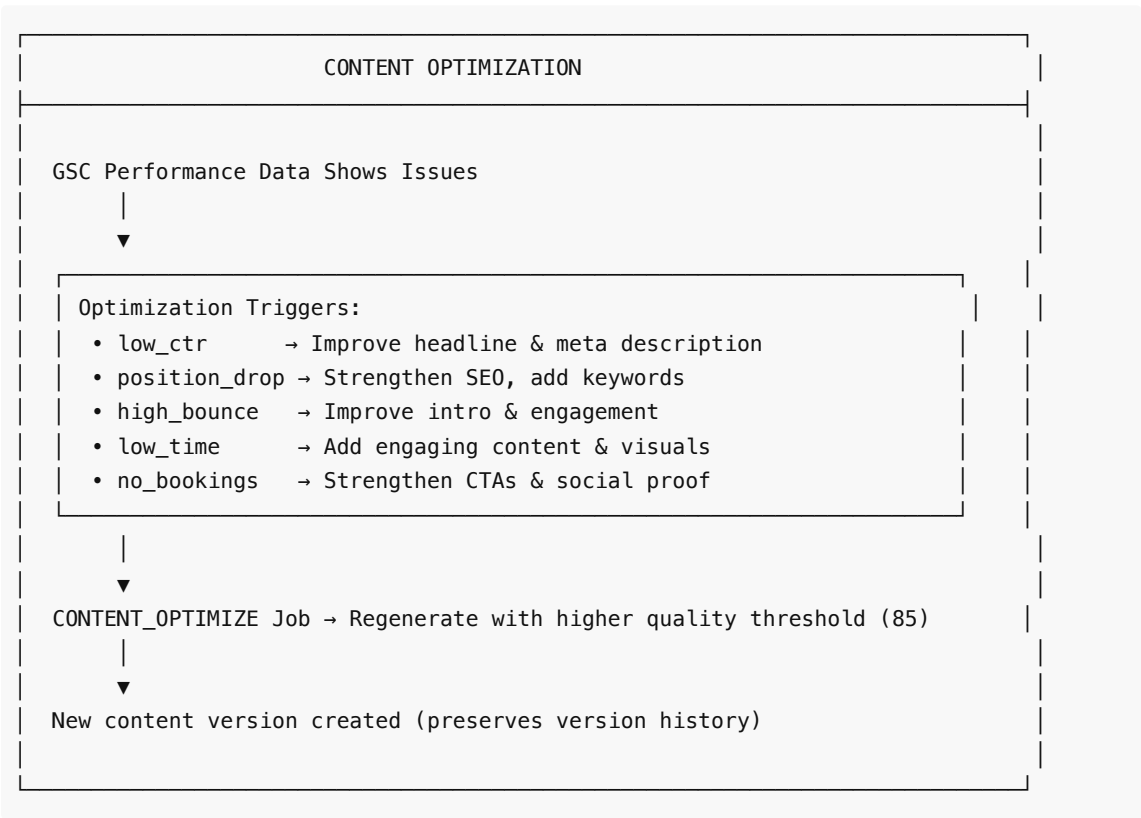 CONTENT OPTIMIZATION
GSC Performance Data Shows Issues
▼
Optimization Triggers:
• low_ctr → Improve headline & meta description
• position_drop → Strengthen SEO, add keywords
• high_bounce → Improve intro & engagement
• low_time → Add engaging content & visuals
• no_bookings → Strengthen CTAs & social proof
▼
CONTENT_OPTIMIZE Job → Regenerate with higher quality threshold (85)
▼
New content version created (preserves version history)